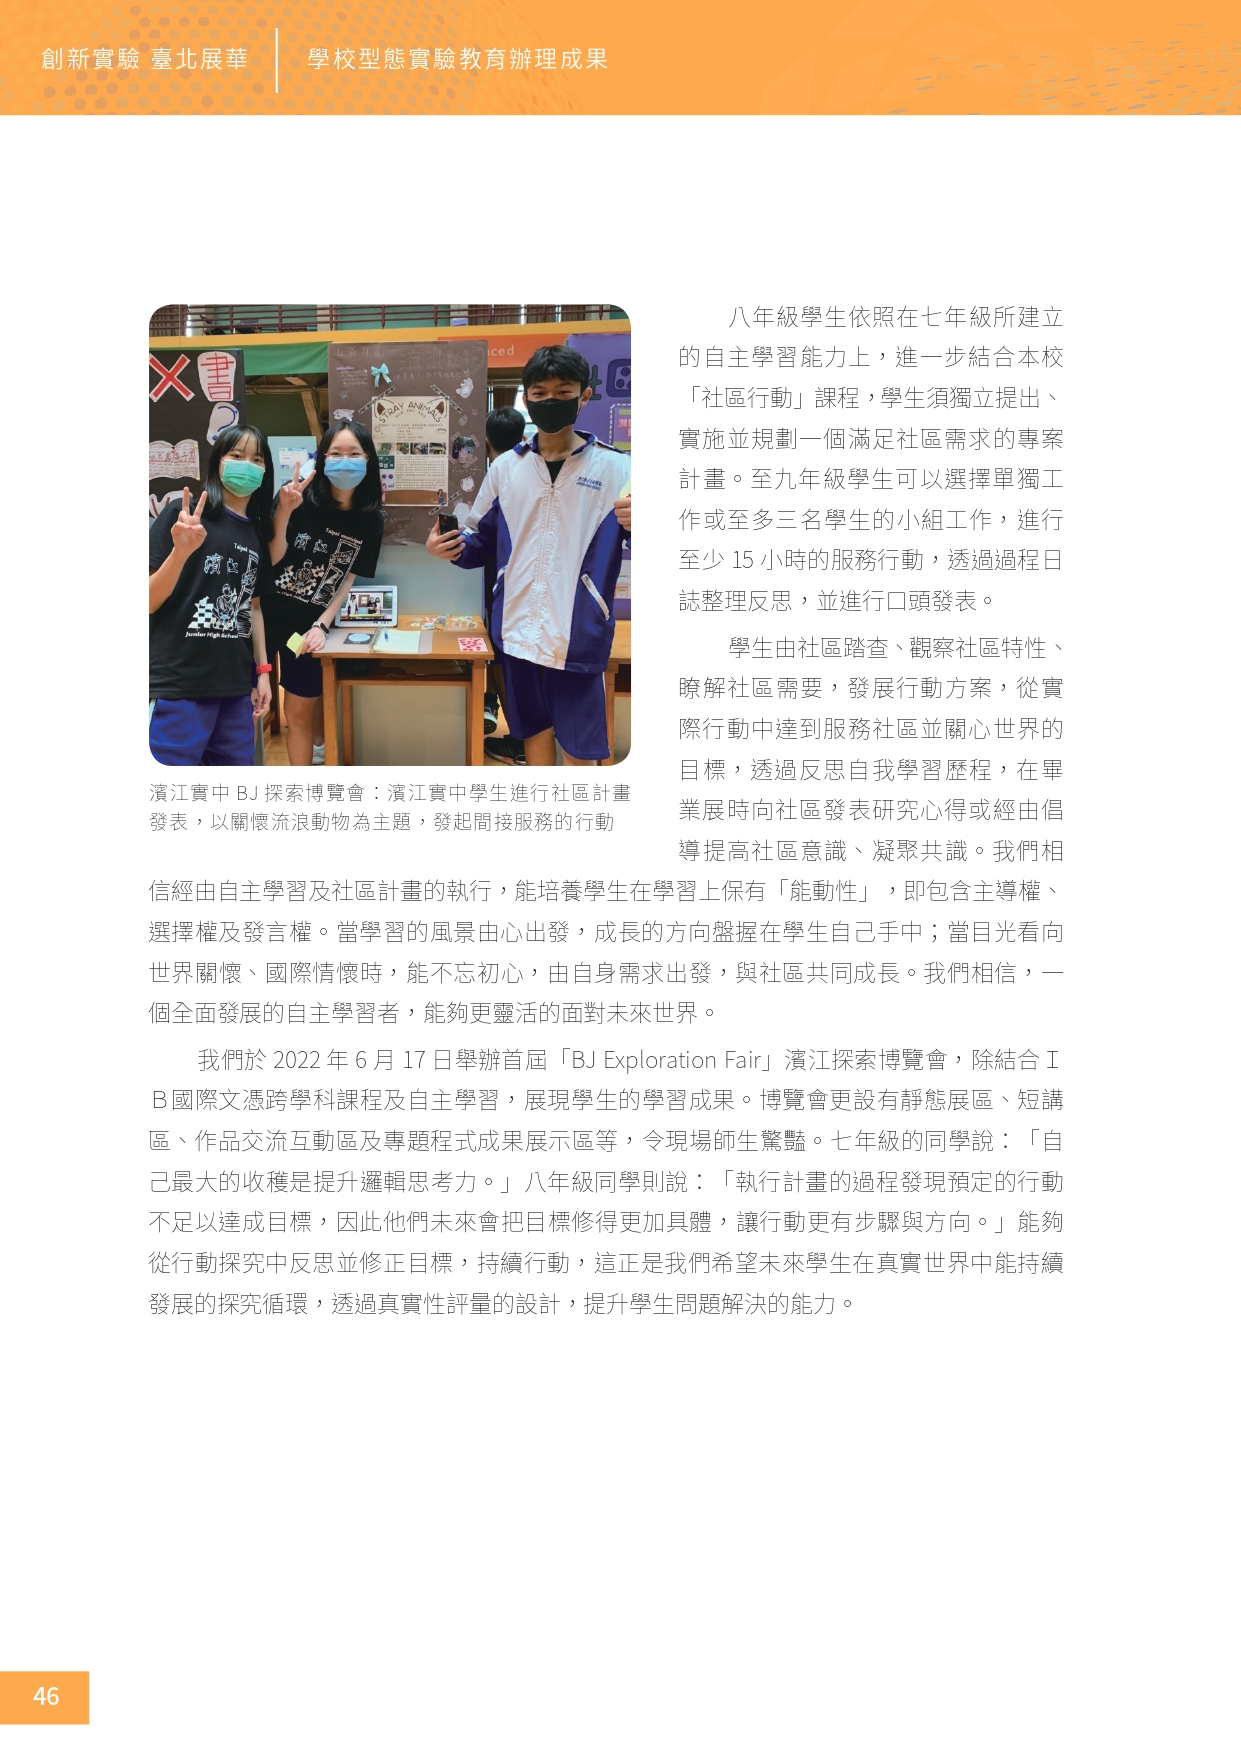 創新實驗 臺北展華
學校型態實驗教育辦理成果
八年級學生依照在七年級所建立
的自主學習能力上，進一步結合本校
「社區行動」課程，學生須獨立提出、
實施並規劃一個滿足社區需求的專案
計畫。至九年級學生可以選擇單獨工
作或至多三名學生的小組工作，進行
至少 15 小時的服務行動，透過過程日
誌整理反思，並進行口頭發表。
學生由社區踏查、觀察社區特性、
瞭解社區需要，發展行動方案，從實
際行動中達到服務社區並關心世界的
目標，透過反思自我學習歷程，在畢
業展時向社區發表研究心得或經由倡
導提高社區意識、凝聚共識。我們相
信經由自主學習及社區計畫的執行，能培養學生在學習上保有「能動性」，即包含主導權、
選擇權及發言權。當學習的風景由心出發，成長的方向盤握在學生自己手中；當目光看向
世界關懷、國際情懷時，能不忘初心，由自身需求出發，與社區共同成長。我們相信，一
個全面發展的自主學習者，能夠更靈活的面對未來世界。
我們於 2022 年 6 月 17 日舉辦首屆「BJ Exploration Fair」濱江探索博覽會，除結合Ｉ
Ｂ國際文憑跨學科課程及自主學習，展現學生的學習成果。博覽會更設有靜態展區、短講
區、作品交流互動區及專題程式成果展示區等，令現場師生驚豔。七年級的同學說：「自
己最大的收穫是提升邏輯思考力。」八年級同學則說：「執行計畫的過程發現預定的行動
不足以達成目標，因此他們未來會把目標修得更加具體，讓行動更有步驟與方向。」能夠
從行動探究中反思並修正目標，持續行動，這正是我們希望未來學生在真實世界中能持續
發展的探究循環，透過真實性評量的設計，提升學生問題解決的能力。
書
STRAY ANIMALS
濱江
Taipei municipal
Junior High School
濱江
Taipei municipal
濱江實中 BJ 探索博覽會：濱江實中學生進行社區計畫
發表，以關懷流浪動物為主題，發起間接服務的行動
46